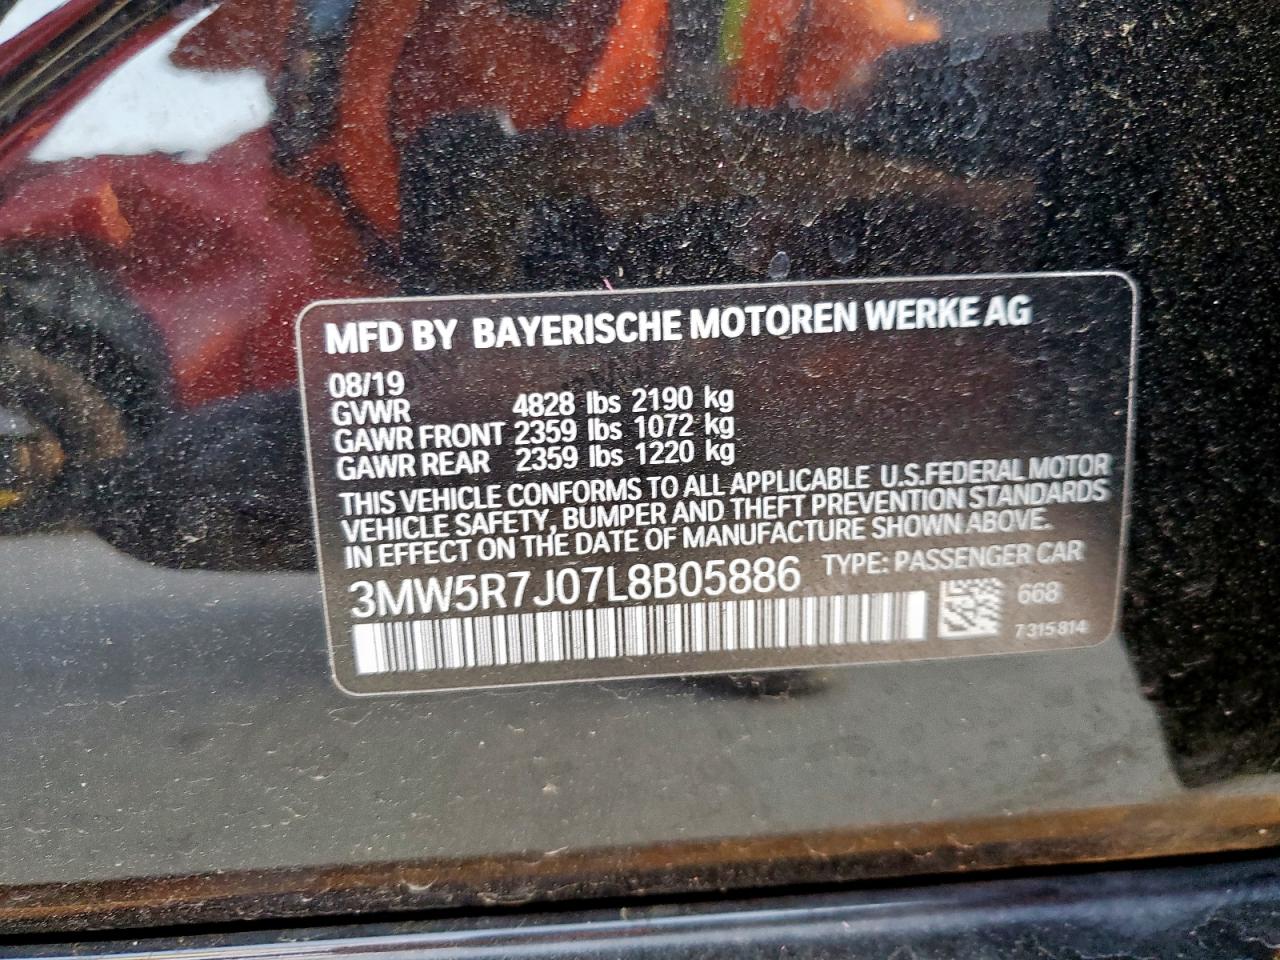 MFD BY BAYERISCHE MOTOREN WERKE AG
08/19
GVWR 4828 lbs 2190 kg
GAWR FRONT 2359 lbs 1072 kg
GAWR REAR 2359 lbs 1220 kg
THIS VEHICLE CONFORMS TO ALL APPLICABLE U.S.FEDERAL MOTOR
VEHICLE SAFETY, BUMPER AND THEFT PREVENTION STANDARDS
IN EFFECT ON THE DATE OF MANUFACTURE SHOWN ABOVE.
3MW5R7J07L8B05886 TYPE: PASSENGER CAR
668
7315814